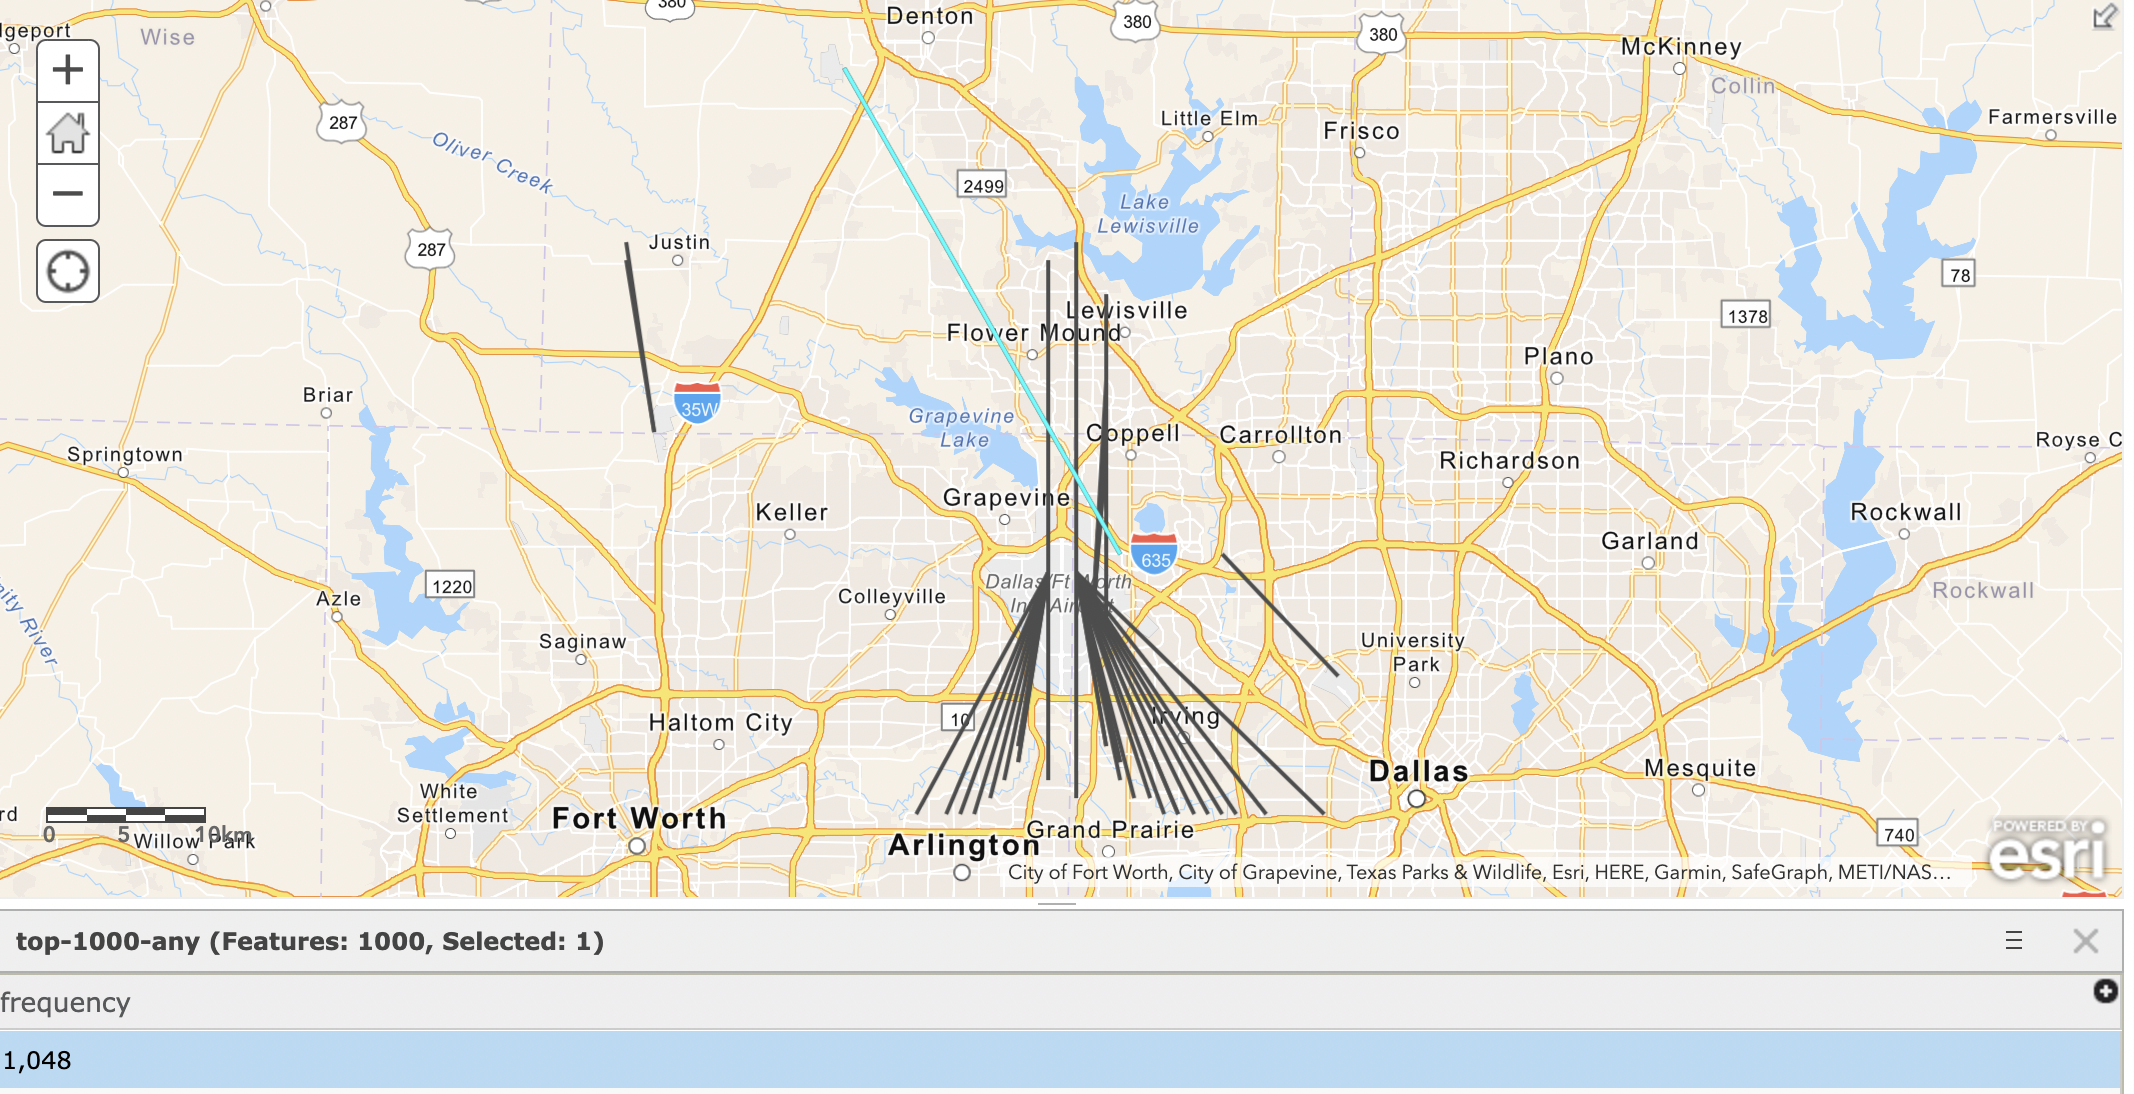 380
Denton
380
380
McKinney
dgeport
Wise
Collin
287
Little Elm
Frisco
Farmersville
Oliver Creek
2499
Lake
Lewisville
287
Justin
78
Lewisville
1378
Flower Mound
Plano
Briar
35W
Grapevine
Lake
Coppell
Carrollton
Royse C
Springtown
Richardson
Grapevine
Keller
Rockwall
Garland
635
1220
Dallas/Ft Worth
Int'l Airport
Colleyville
Azle
Rockwall
nity River
Saginaw
University
Park
Haltom City
10
Irving
White
Settlement
Dallas
Mesquite
rd
0 5 10km
Willow Park
Fort Worth
Arlington
Grand Prairie
740
POWERED BY
esri
City of Fort Worth, City of Grapevine, Texas Parks & Wildlife, Esri, HERE, Garmin, SafeGraph, METI/NAS…
top-1000-any (Features: 1000, Selected: 1)
frequency
1,048